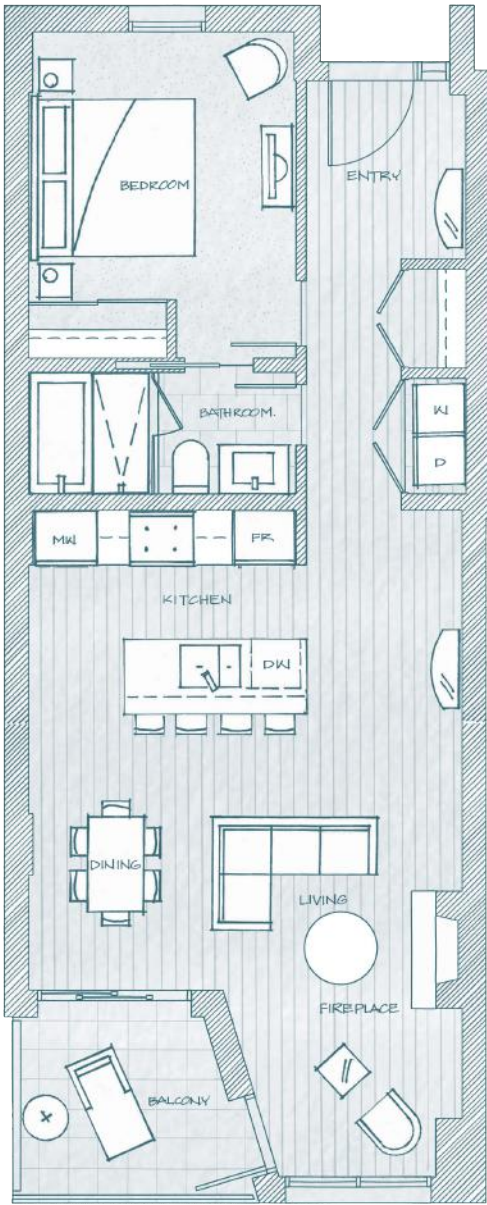 ENTRY
BEDROOM
BATHROOM.
W
D
MW
FR
KITCHEN
DW
DINING
LIVING
FIREPLACE
BALCONY